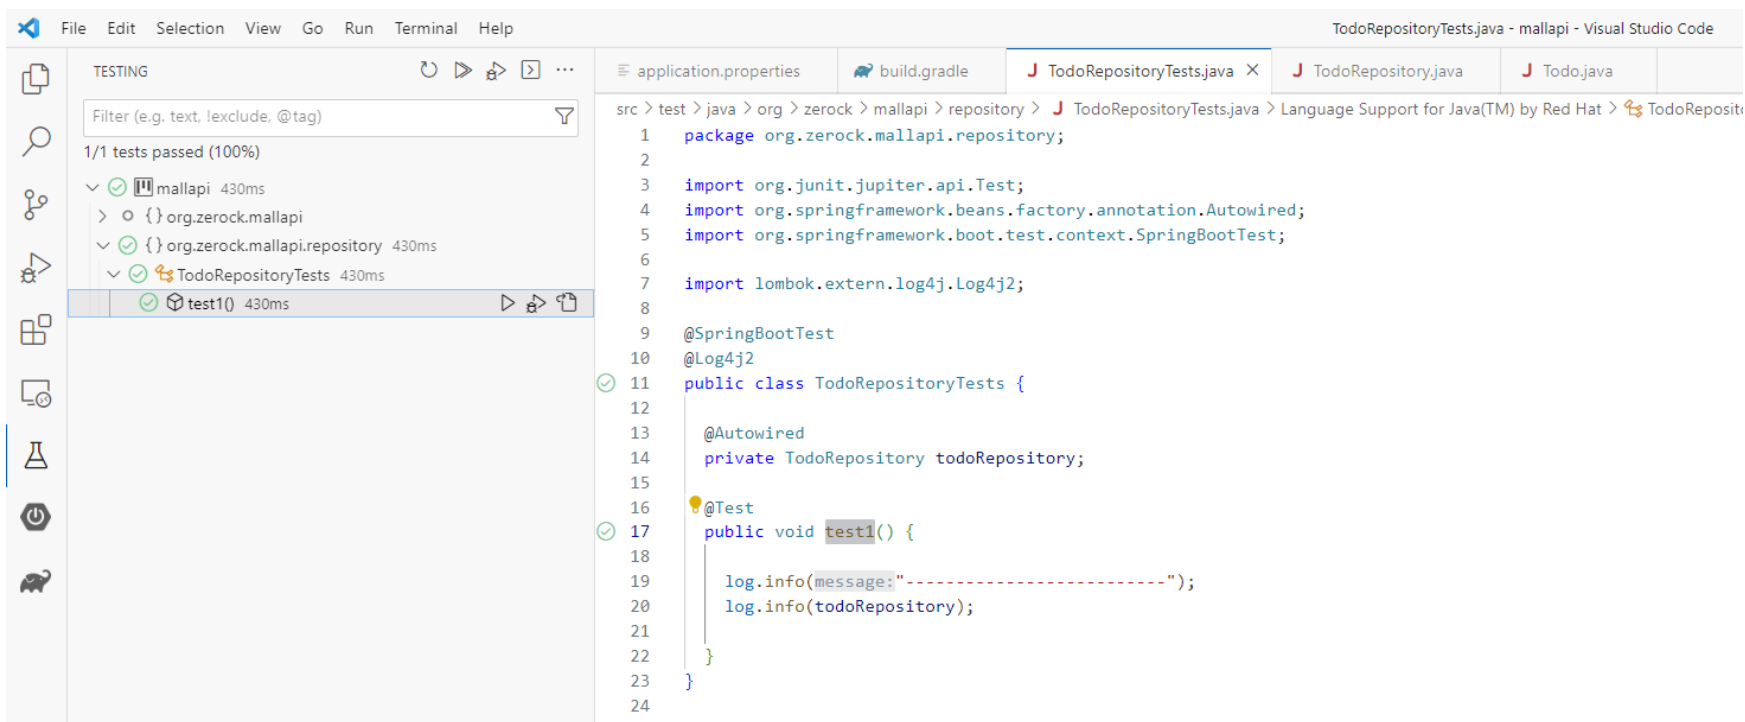 File Edit Selection View Go Run Terminal Help
TodoRepositoryTests.java - mallapi - Visual Studio Code
TESTING
Filter (e.g. text, !exclude, @tag)
1/1 tests passed (100%)
mallapi 430ms
{} org.zerock.mallapi
{} org.zerock.mallapi.repository 430ms
TodoRepositoryTests 430ms
test1() 430ms
application.properties build.gradle J TodoRepositoryTests.java J TodoRepository.java J Todo.java
src > test > java > org > zerock > mallapi > repository > J TodoRepositoryTests.java > Language Support for Java(TM) by Red Hat > TodoReposit
1 package org.zerock.mallapi.repository;
2
3 import org.junit.jupiter.api.Test;
4 import org.springframework.beans.factory.annotation.Autowired;
5 import org.springframework.boot.test.context.SpringBootTest;
6
7 import lombok.extern.log4j.Log4j2;
8
9 @SpringBootTest
10 @Log4j2
11 public class TodoRepositoryTests {
12
13 @Autowired
14 private TodoRepository todoRepository;
15
16 @Test
17 public void test1() {
18
19 log.info(message:"--------------------------");
20 log.info(todoRepository);
21
22 }
23 }
24